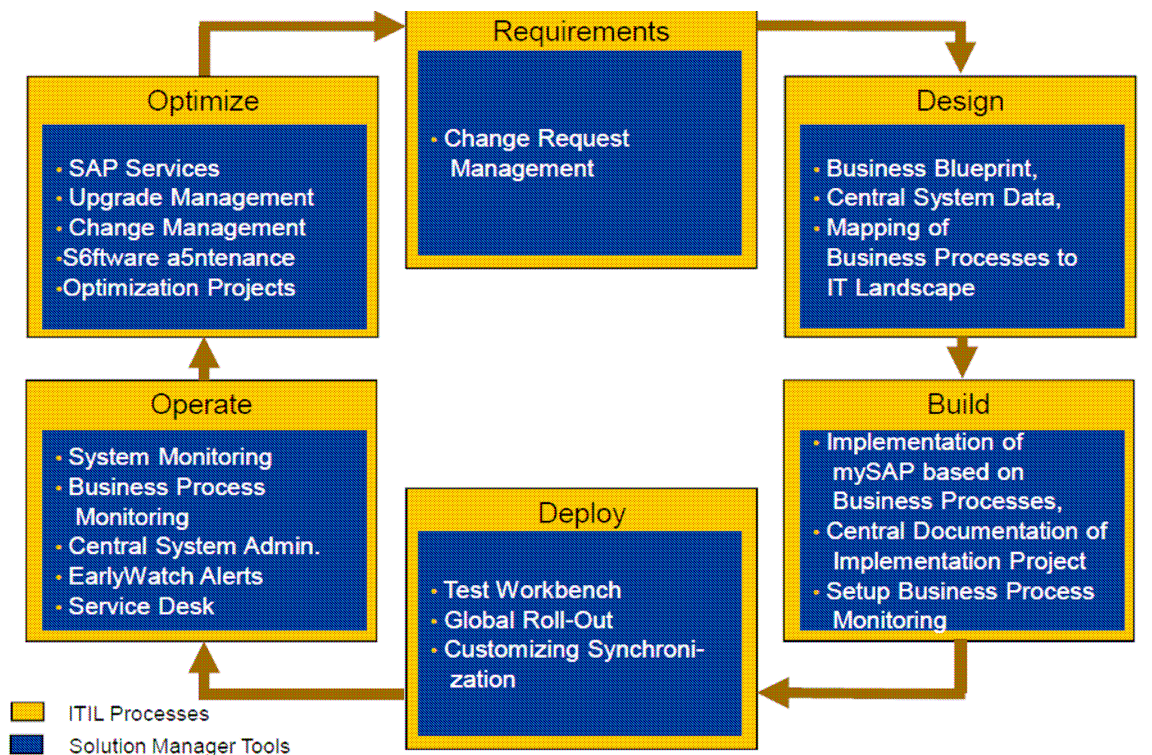 Requirements
• Change Request
Management
Design
• Business Blueprint,
• Central System Data,
• Mapping of
Business Processes to
IT Landscape
Build
• Implementation of
mySAP based on
Business Processes,
• Central Documentation of
Implementation Project
• Setup Business Process
Monitoring
Deploy
• Test Workbench
• Global Roll-Out
• Customizing Synchroni-
zation
Operate
• System Monitoring
• Business Process
Monitoring
• Central System Admin.
• EarlyWatch Alerts
• Service Desk
Optimize
• SAP Services
• Upgrade Management
• Change Management
•S6ftware a5ntenance
•Optimization Projects
ITIL Processes
Solution Manager Tools